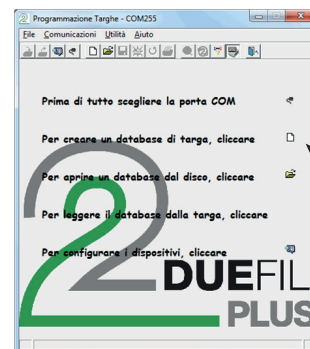 Programmazione Targhe - COM255
File Comunicazioni Utilità Aiuto
Prima di tutto scegliere la porta COM
Per creare un database di targa, cliccare
Per aprire un database dal disco, cliccare
Per leggere il database dalla targa, cliccare
Per configurare i dispositivi, cliccare
2 DUEFIL
PLUS